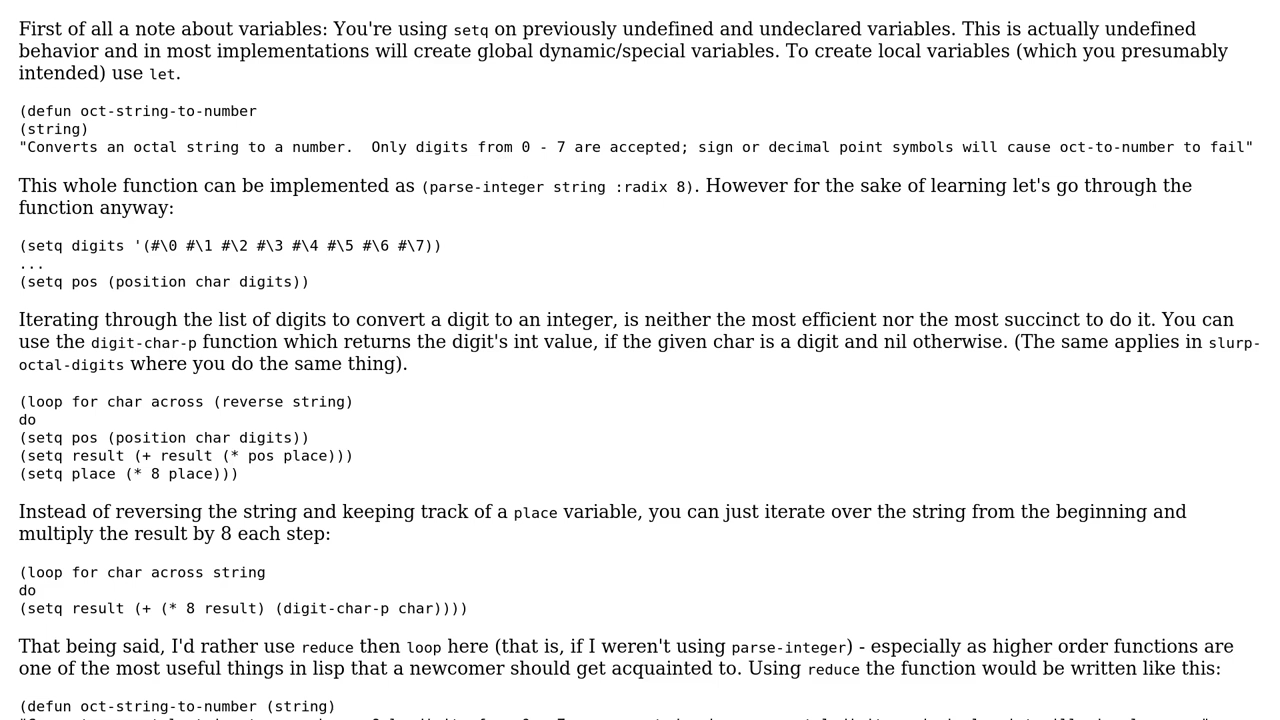 First of all a note about variables: You're using setq on previously undefined and undeclared variables. This is actually undefined
behavior and in most implementations will create global dynamic/special variables. To create local variables (which you presumably
intended) use let.
(defun oct-string-to-number
(string)
"Converts an octal string to a number.  Only digits from 0 - 7 are accepted; sign or decimal point symbols will cause oct-to-number to fail"
This whole function can be implemented as (parse-integer string :radix 8). However for the sake of learning let's go through the
function anyway:
(setq digits '(#\0 #\1 #\2 #\3 #\4 #\5 #\6 #\7))
...
(setq pos (position char digits))
Iterating through the list of digits to convert a digit to an integer, is neither the most efficient nor the most succinct to do it. You can
use the digit-char-p function which returns the digit's int value, if the given char is a digit and nil otherwise. (The same applies in slurp-
octal-digits where you do the same thing).
(loop for char across (reverse string)
do
(setq pos (position char digits))
(setq result (+ result (* pos place)))
(setq place (* 8 place)))
Instead of reversing the string and keeping track of a place variable, you can just iterate over the string from the beginning and
multiply the result by 8 each step:
(loop for char across string
do
(setq result (+ (* 8 result) (digit-char-p char))))
That being said, I'd rather use reduce then loop here (that is, if I weren't using parse-integer) - especially as higher order functions are
one of the most useful things in lisp that a newcomer should get acquainted to. Using reduce the function would be written like this:
(defun oct-string-to-number (string)